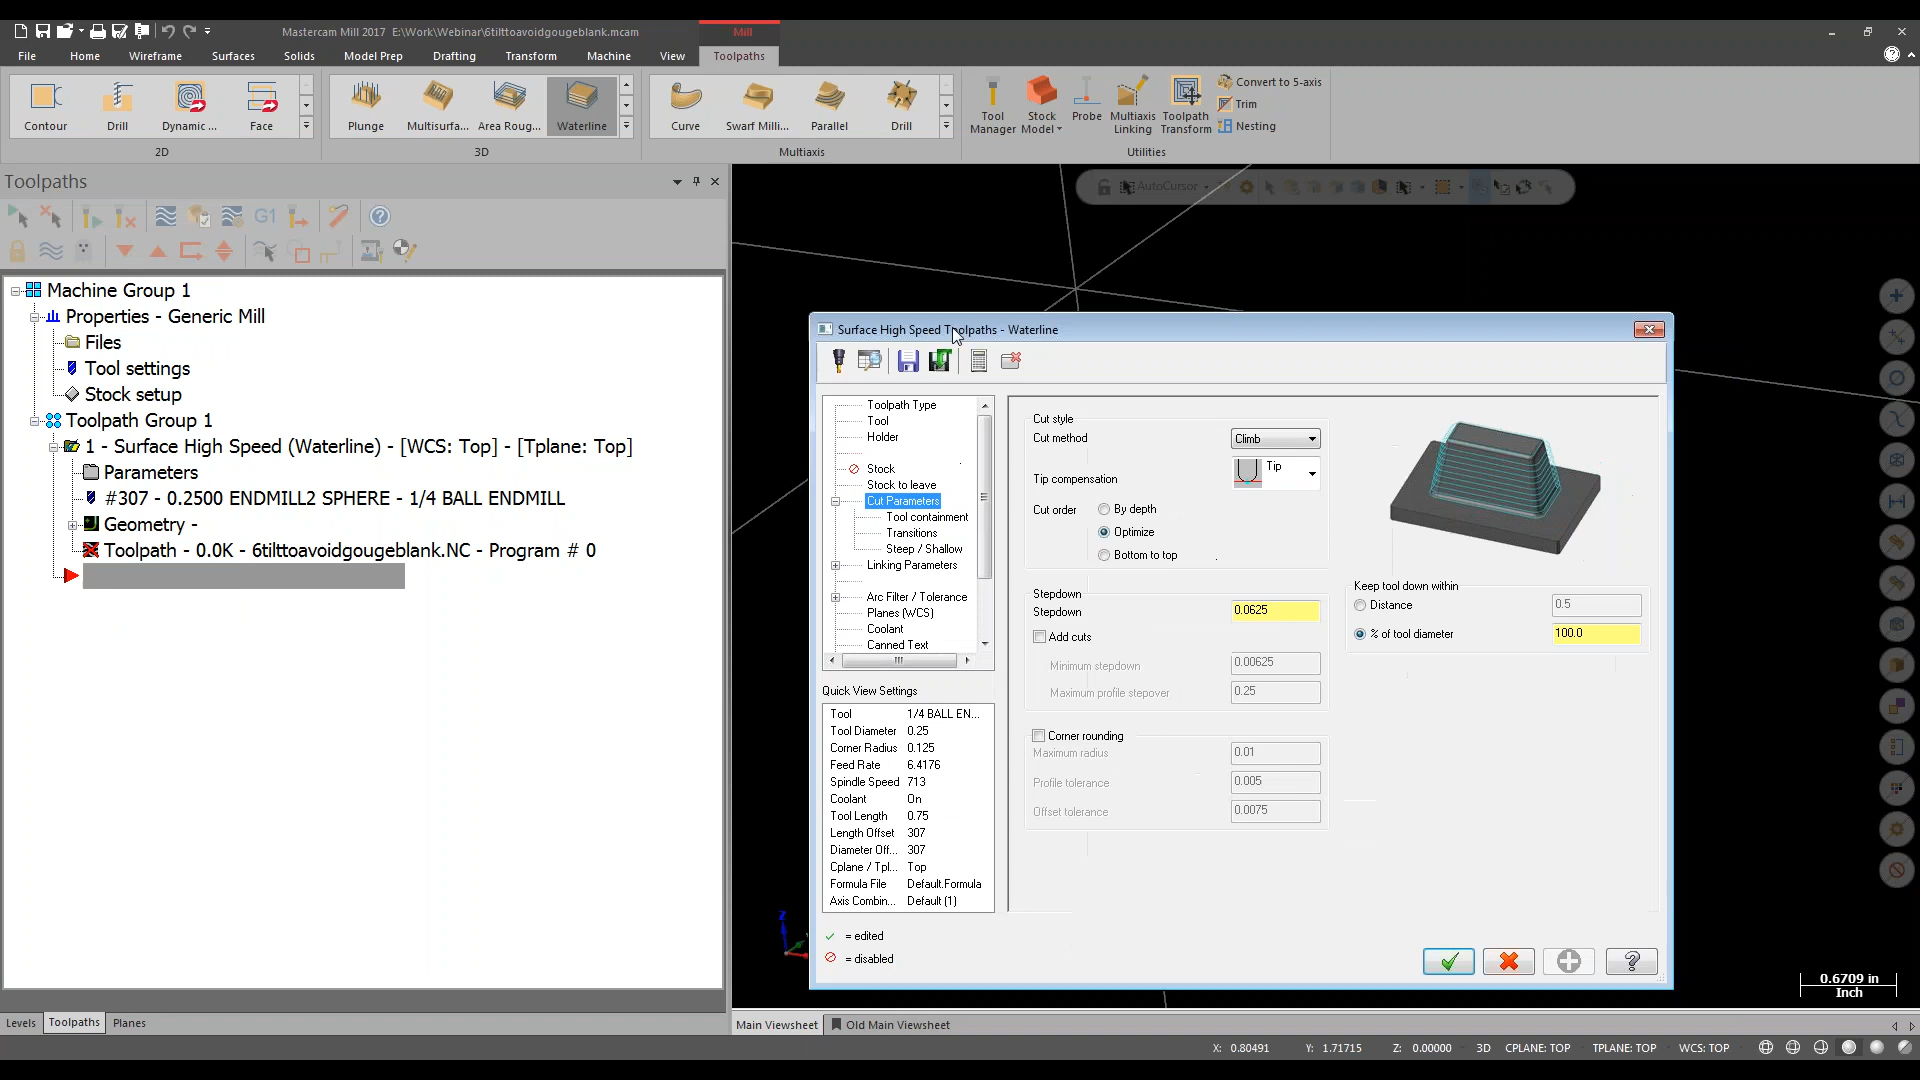 Mastercam Mill 2017 E:\Work\Webinar\6tilttoavoidgougeblank.mcam
Mill
File Home Wireframe Surfaces Solids Model Prep Drafting Transform Machine View Toolpaths
Contour Drill Dynamic ... Face
Plunge Multisurfa... Area Roug... Waterline
Curve Swarf Milli... Parallel Drill
Tool Manager
Stock Model
Probe
Multiaxis Linking
Toolpath Transform
Convert to 5-axis
Trim
Nesting
2D 3D Multiaxis Utilities
Toolpaths
AutoCursor
G1
Machine Group 1
Properties - Generic Mill
Files
Tool settings
Stock setup
Toolpath Group 1
1 - Surface High Speed (Waterline) - [WCS: Top] - [Tplane: Top]
Parameters
#307 - 0.2500 ENDMILL2 SPHERE - 1/4 BALL ENDMILL
Geometry -
Toolpath - 0.0K - 6tilttoavoidgougeblank.NC - Program # 0
Surface High Speed Toolpaths - Waterline
Toolpath Type
Tool
Holder
Stock
Stock to leave
Cut Parameters
Tool containment
Transitions
Steep / Shallow
Linking Parameters
Arc Filter / Tolerance
Planes (WCS)
Coolant
Canned Text
Quick View Settings
Tool 1/4 BALL EN...
Tool Diameter 0.25
Corner Radius 0.125
Feed Rate 6.4176
Spindle Speed 713
Coolant On
Tool Length 0.75
Length Offset 307
Diameter Off... 307
Cplane / Tpl... Top
Formula File Default.Formula
Axis Combin... Default (1)
= edited
= disabled
Cut style
Cut method Climb
Tip compensation Tip
Cut order By depth
Optimize
Bottom to top
Stepdown
Stepdown 0.0625
Add cuts
Minimum stepdown 0.00625
Maximum profile stepover 0.25
Corner rounding
Maximum radius 0.01
Profile tolerance 0.005
Offset tolerance 0.0075
Keep tool down within
Distance 0.5
% of tool diameter 100.0
Z
0.6709 in
Inch
Levels Toolpaths Planes
Main Viewsheet Old Main Viewsheet
X: 0.80491 Y: 1.71715 Z: 0.00000 3D CPLANE: TOP TPLANE: TOP WCS: TOP